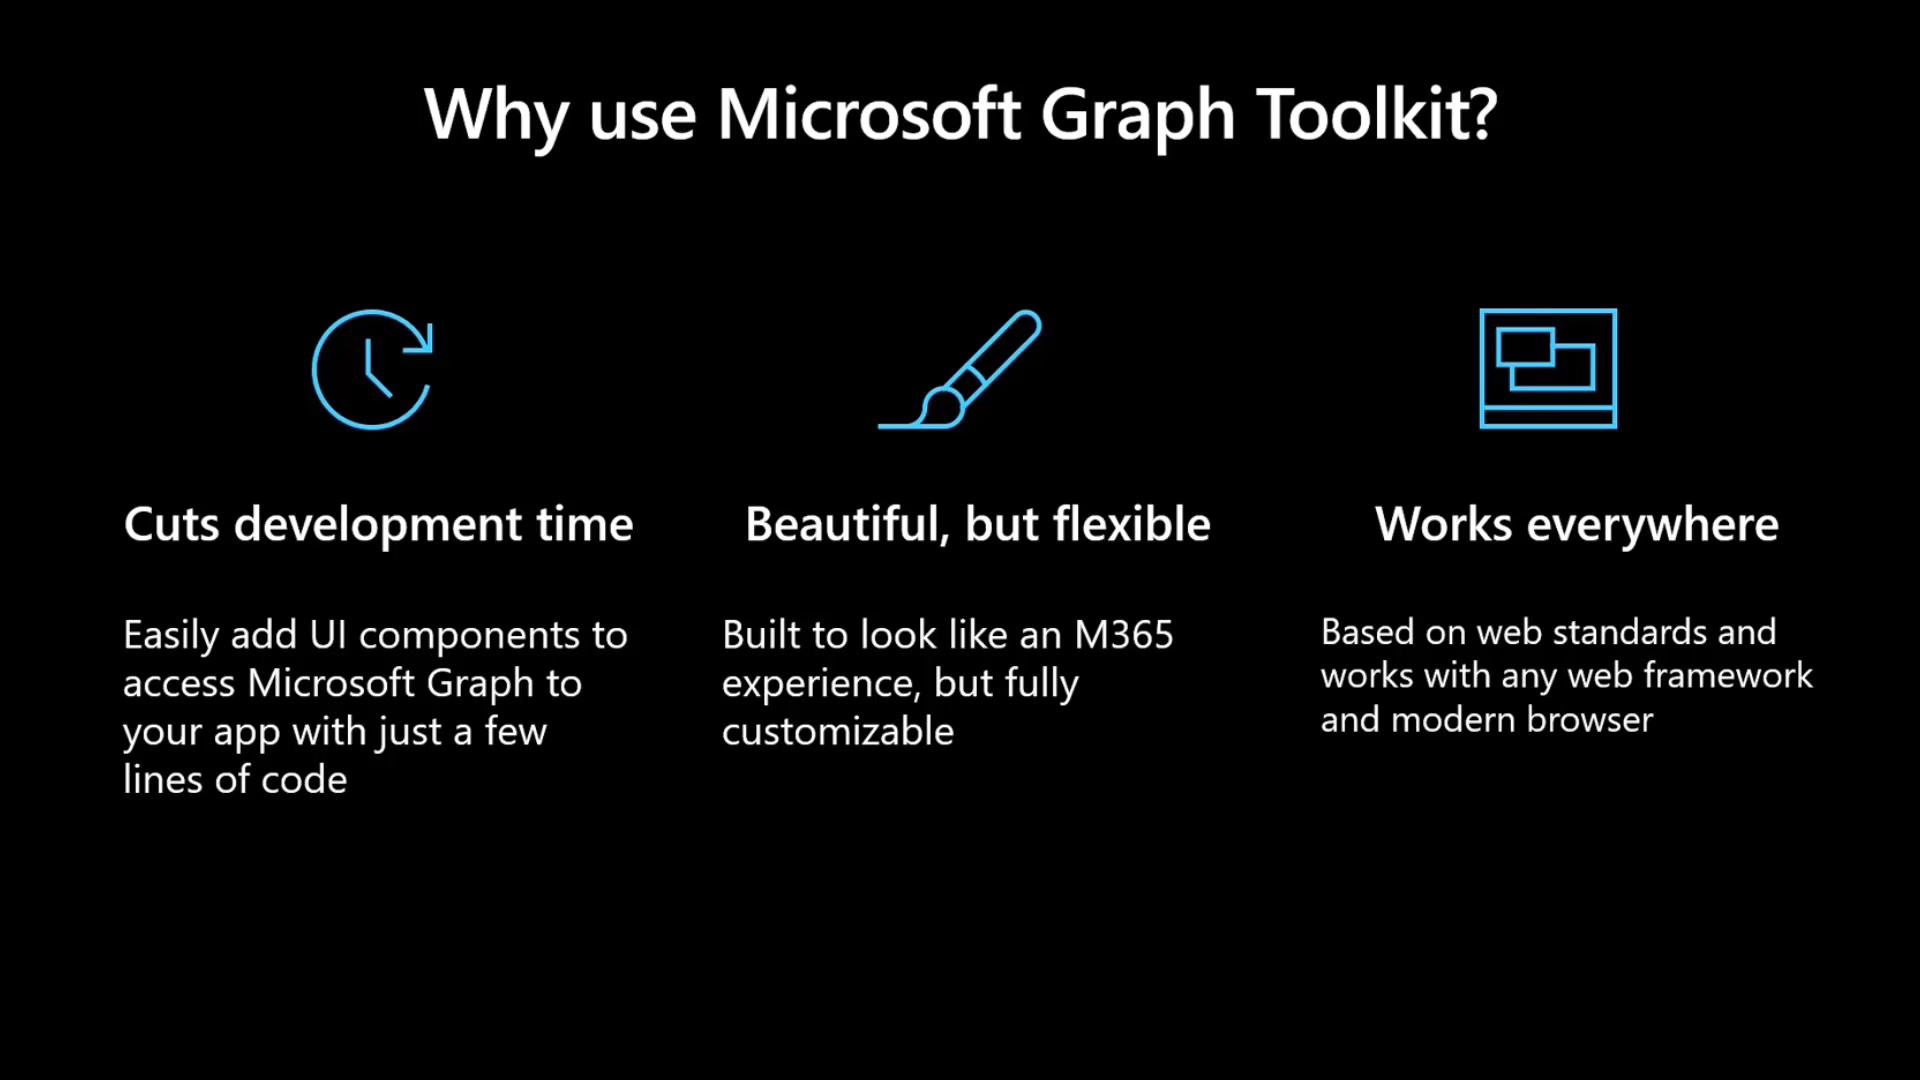 Why use Microsoft Graph Toolkit?
Cuts development time
Easily add UI components to
access Microsoft Graph to
your app with just a few
lines of code
Beautiful, but flexible
Built to look like an M365
experience, but fully
customizable
Works everywhere
Based on web standards and
works with any web framework
and modern browser